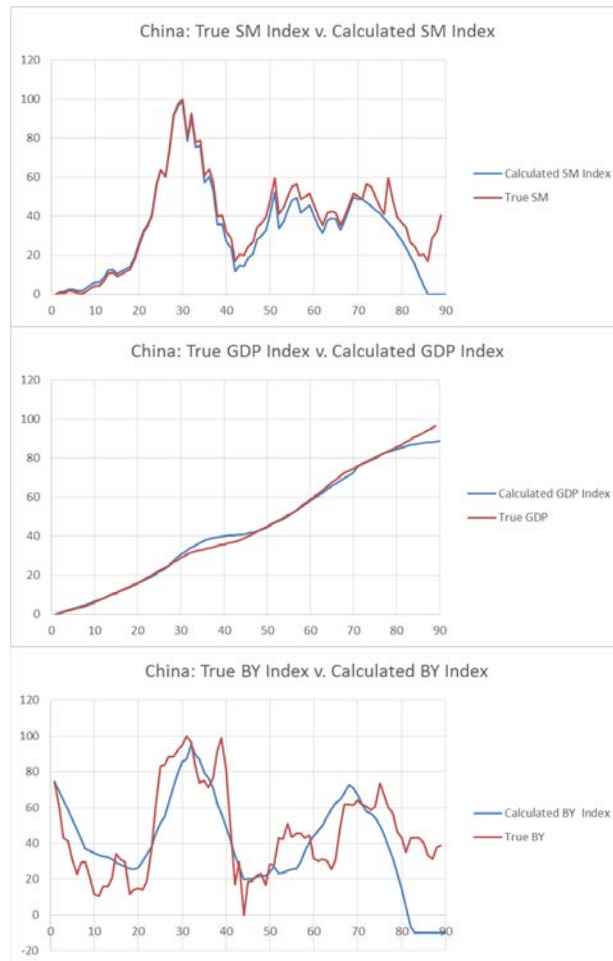 China: True SM Index v. Calculated SM Index
120
100
80
60
40
20
0
0 10 20 30 40 50 60 70 80 90
Calculated SM Index
True SM
China: True GDP Index v. Calculated GDP Index
120
100
80
60
40
20
0
0 10 20 30 40 50 60 70 80 90
Calculated GDP Index
True GDP
China: True BY Index v. Calculated BY Index
120
100
80
60
40
20
0
-20
0 10 20 30 40 50 60 70 80 90
Calculated BY Index
True BY